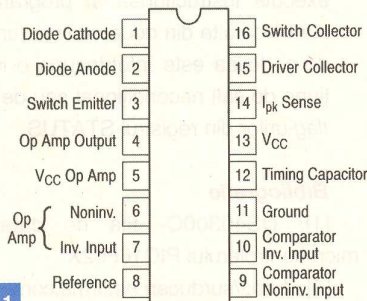 Diode Cathode 1
Diode Anode 2
Switch Emitter 3
Op Amp Output 4
VCC Op Amp 5
Op Amp { Noninv. 6
Inv. Input 7
Reference 8
16 Switch Collector
15 Driver Collector
14 Ipk Sense
13 VCC
12 Timing Capacitor
11 Ground
10 Comparator Inv. Input
9 Comparator Noninv. Input
1